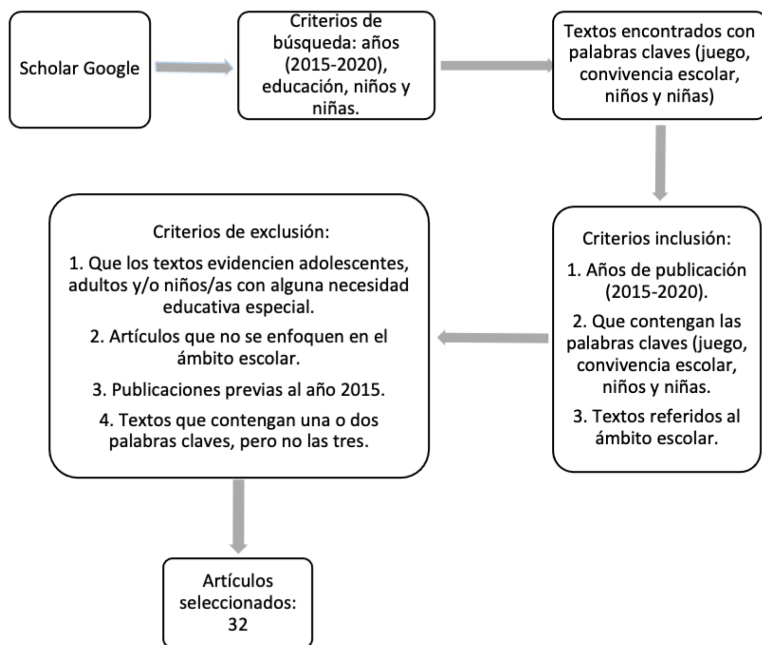 Scholar Google
Criterios de
búsqueda: años
(2015-2020),
educación, niños y
niñas.
Textos encontrados con
palabras claves (juego,
convivencia escolar,
niños y niñas)
Criterios inclusión:
1. Años de publicación
(2015-2020).
2. Que contengan las
palabras claves (juego,
convivencia escolar,
niños y niñas.
3. Textos referidos al
ámbito escolar.
Criterios de exclusión:
1. Que los textos evidencien adolescentes,
adultos y/o niños/as con alguna necesidad
educativa especial.
2. Artículos que no se enfoquen en el
ámbito escolar.
3. Publicaciones previas al año 2015.
4. Textos que contengan una o dos
palabras claves, pero no las tres.
Artículos
seleccionados:
32